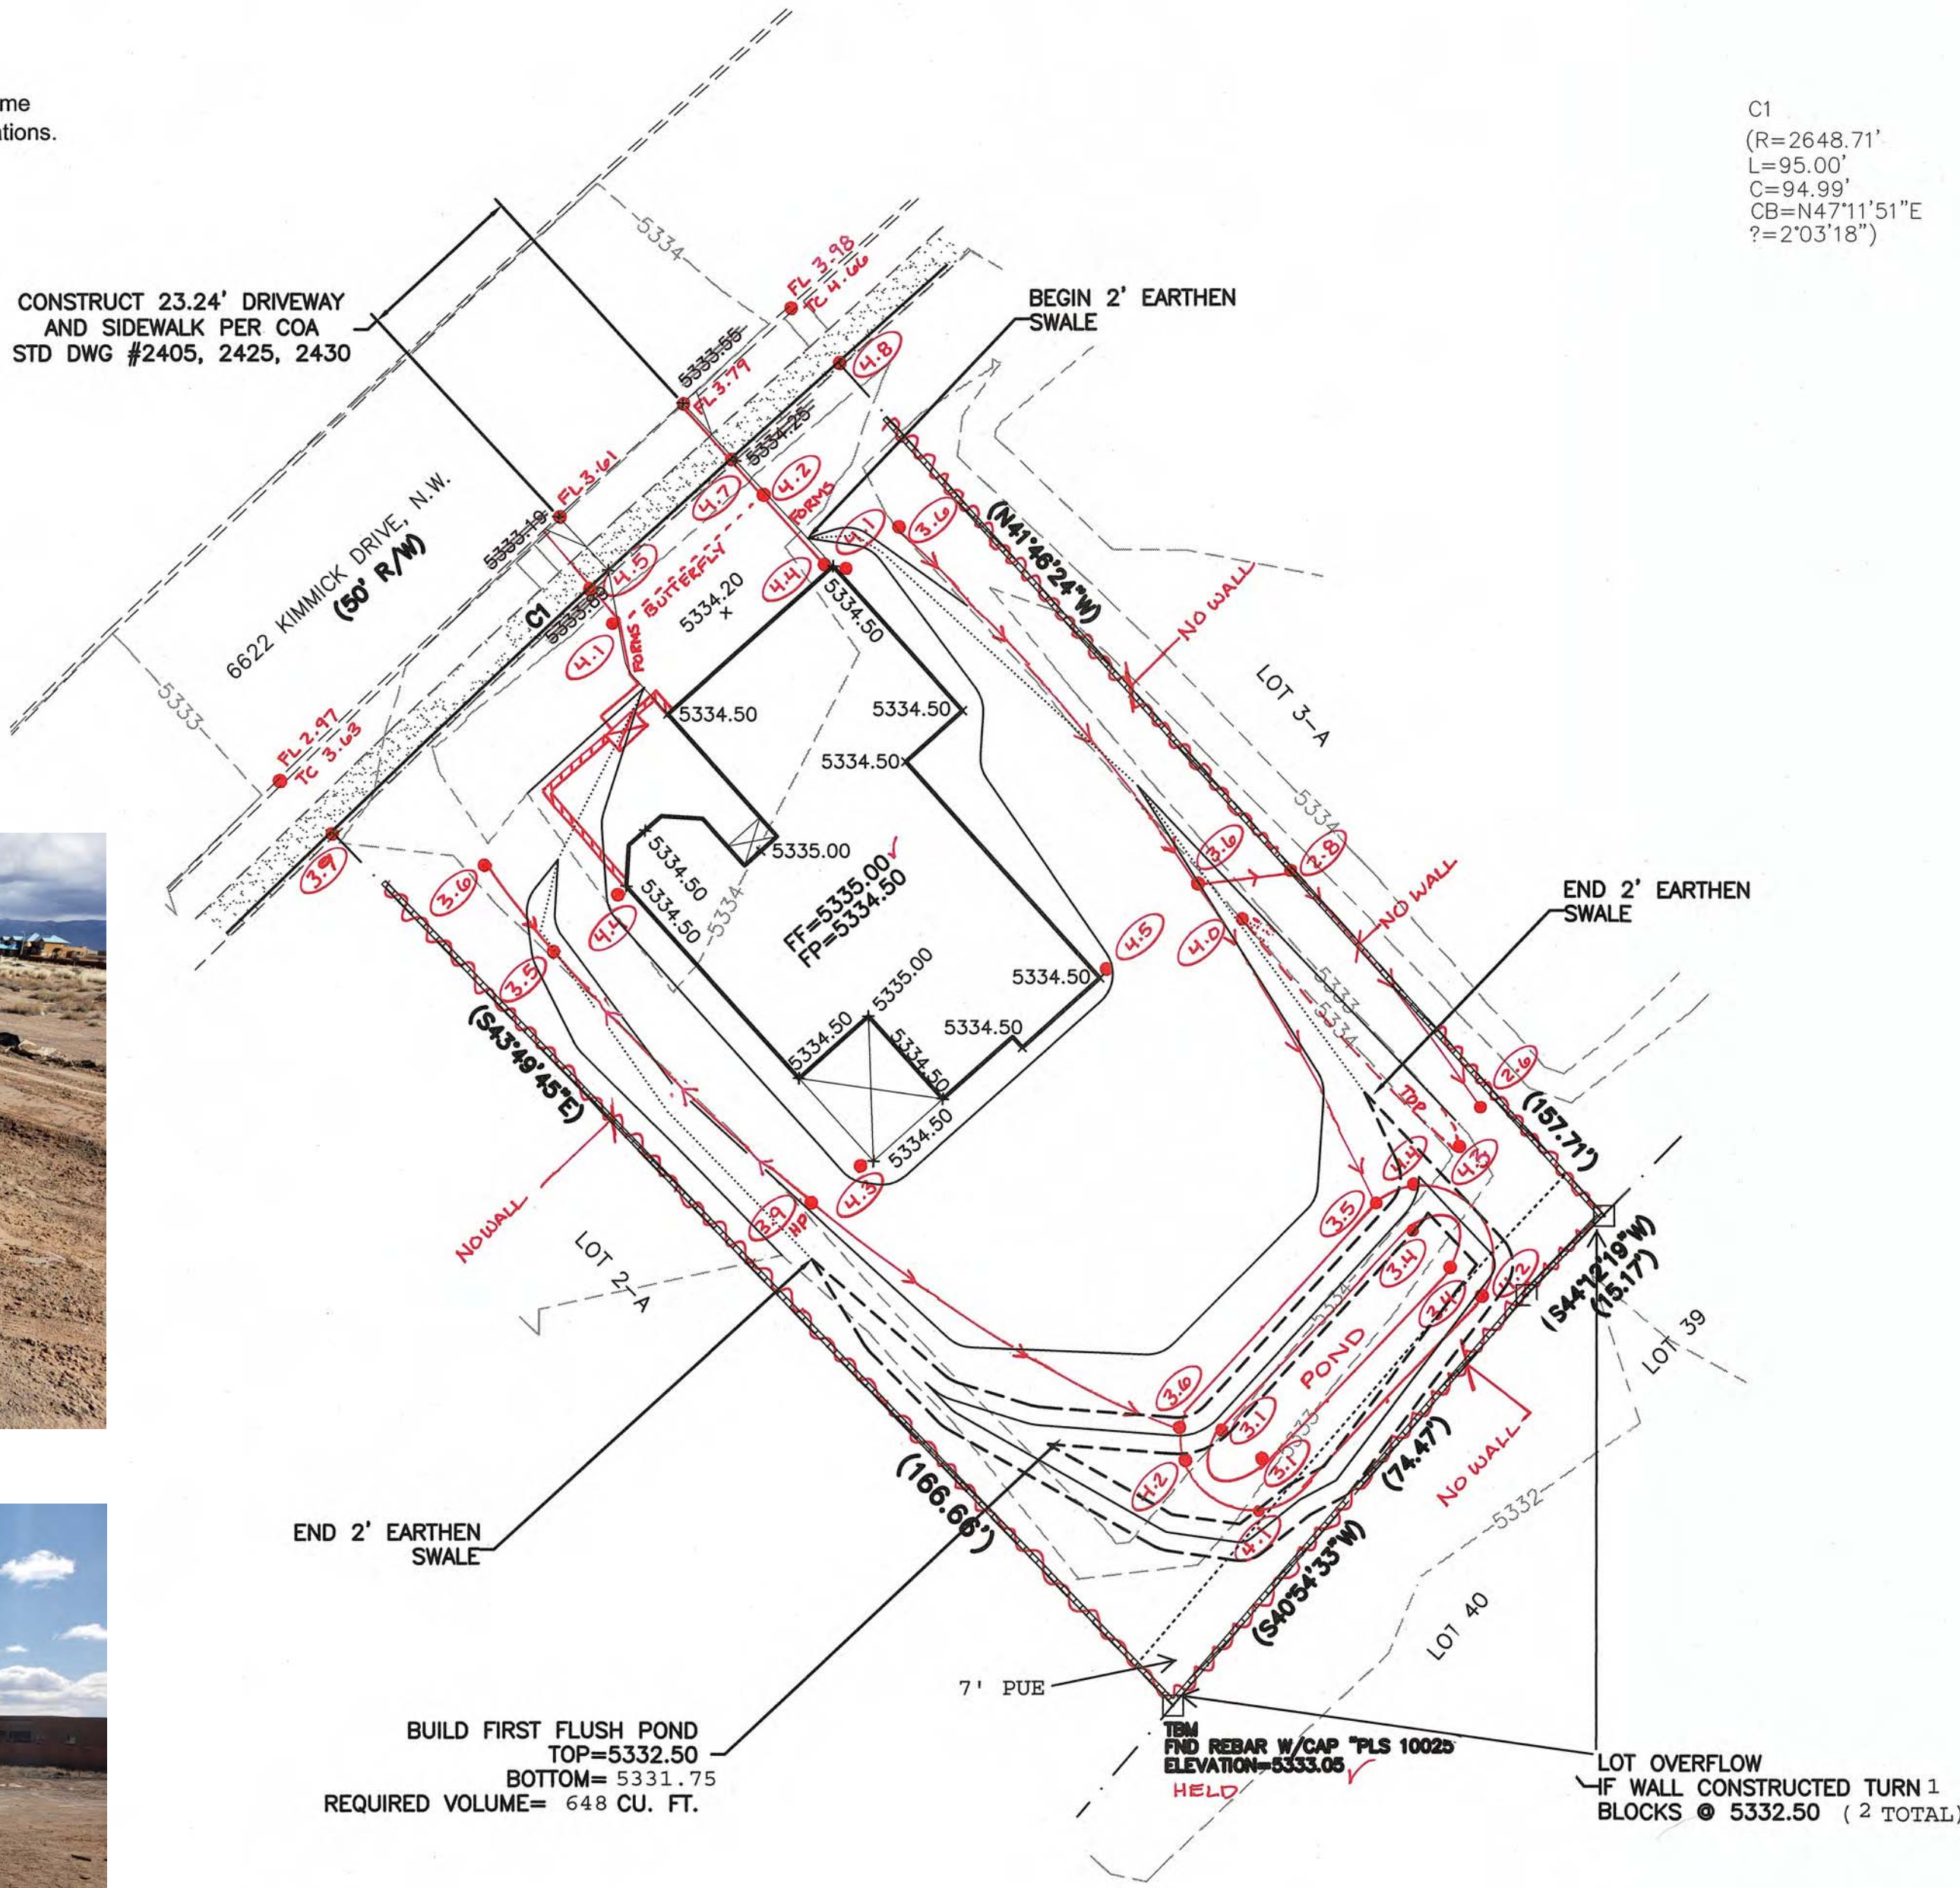 me
ations.
C1
(R=2648.71'
L=95.00'
C=94.99'
CB=N47°11'51"E
?=2°03'18")
CONSTRUCT 23.24' DRIVEWAY
AND SIDEWALK PER COA
STD DWG #2405, 2425, 2430
5334
FL 3.98
TC 4.66
BEGIN 2' EARTHEN
SWALE
5333.55
FL 3.79
4.8
5334.25
FL 3.61
4.7
4.2
FORMS
5333.19
6622 KIMMICK DRIVE, N.W.
(50' R/W)
4.5
BUTTERFLY
4.1
3.6
4.4
C1
5334.20
4.1
FORMS
5334.50
(N41°46'24"W)
NO WALL
LOT 3-A
5333
FL 2.97
TC 3.63
5334.50
5334.50
5334.50
5334
3.9
3.6
5334.50
5335.00
5334.50
5334
FF=5335.00
FP=5334.50
3.6
2.8
NO WALL
END 2' EARTHEN
SWALE
4.4
3.5
4.5
4.0
5335.00
5334.50
5333
5334
(S43°49'45"E)
5334.50
5334.50
5334.50
5334.50
TOP
2.6
(157.71')
4.3
4.4
4.3
NO WALL
LOT 2-A
3.9
HP
3.5
3.4
3.4
4.2
(S44°12'19"W)
(15.17')
LOT 39
5334
POND
3.6
3.1
3.1
5333
(74.47')
NO WALL
4.2
4.1
(166.66')
5332
END 2' EARTHEN
SWALE
(S40°54'33"W)
LOT 40
7' PUE
BUILD FIRST FLUSH POND
TOP=5332.50
BOTTOM= 5331.75
REQUIRED VOLUME= 648 CU. FT.
TBM
FND REBAR W/CAP "PLS 10025
ELEVATION=5333.05
HELD
LOT OVERFLOW
IF WALL CONSTRUCTED TURN 1
BLOCKS @ 5332.50 ( 2 TOTAL)